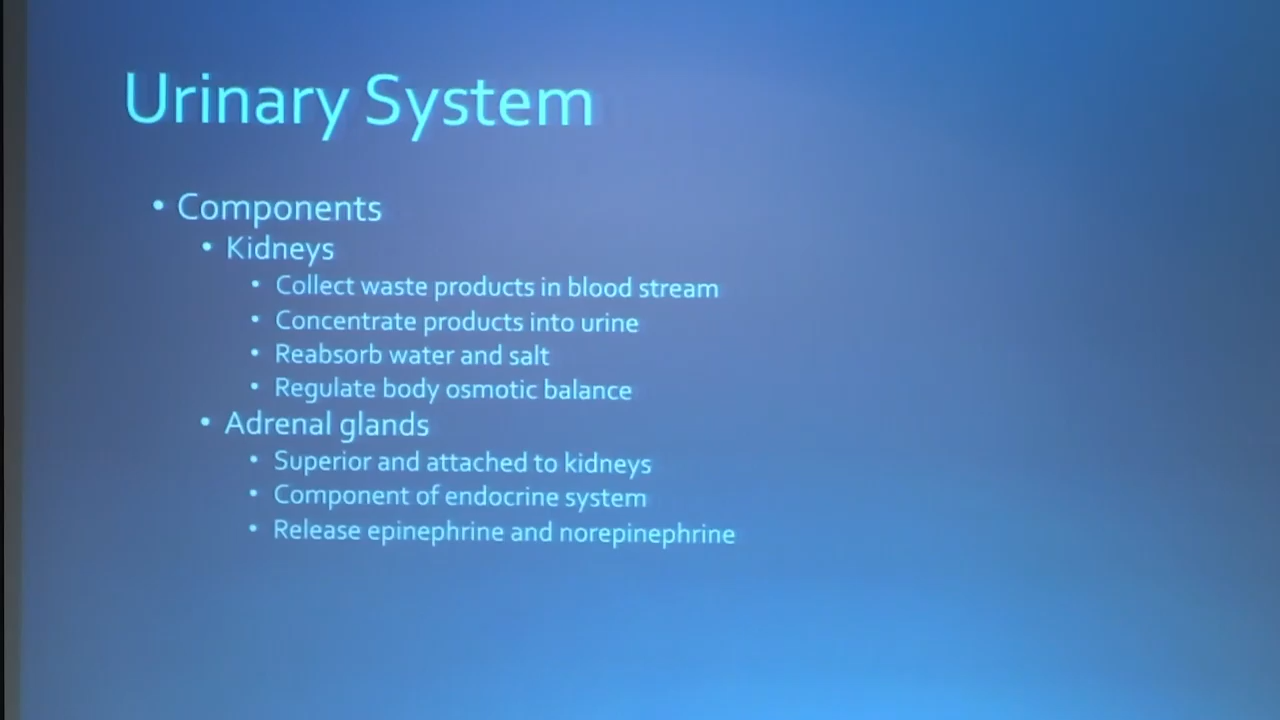 Urinary System
• Components
• Kidneys
• Collect waste products in blood stream
• Concentrate products into urine
• Reabsorb water and salt
• Regulate body osmotic balance
• Adrenal glands
• Superior and attached to kidneys
• Component of endocrine system
• Release epinephrine and norepinephrine